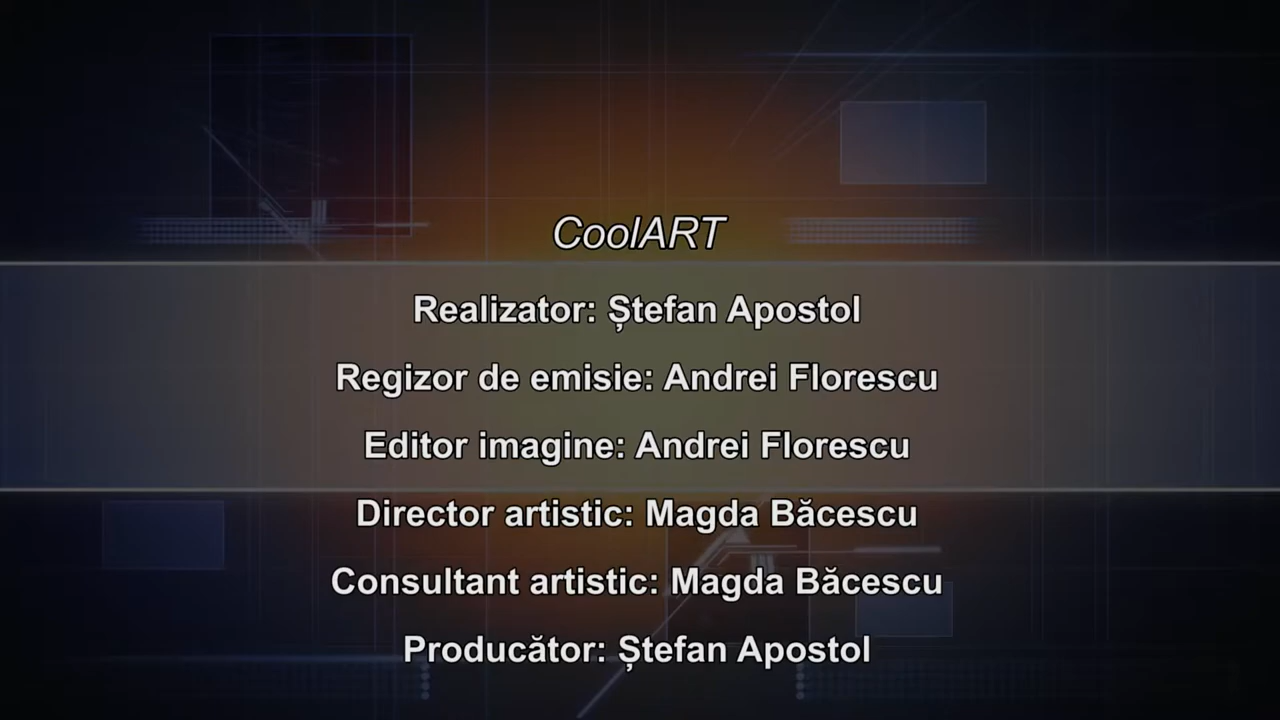 CoolART
Realizator: Ștefan Apostol
Regizor de emisie: Andrei Florescu
Editor imagine: Andrei Florescu
Director artistic: Magda Băcescu
Consultant artistic: Magda Băcescu
Producător: Ștefan Apostol